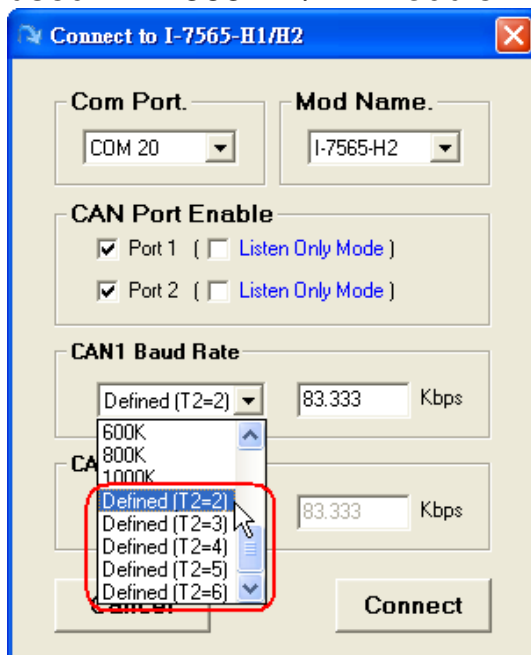 Connect to I-7565-H1/H2
Com Port.
Mod Name.
COM 20
I-7565-H2
CAN Port Enable
Port 1 ( Listen Only Mode )
Port 2 ( Listen Only Mode )
CAN1 Baud Rate
Defined (T2=2)
83.333 Kbps
600K
800K
1000K
CA
Defined (T2=2)
Defined (T2=3)
83.333 Kbps
Defined (T2=4)
Defined (T2=5)
Defined (T2=6)
Cancel
Connect